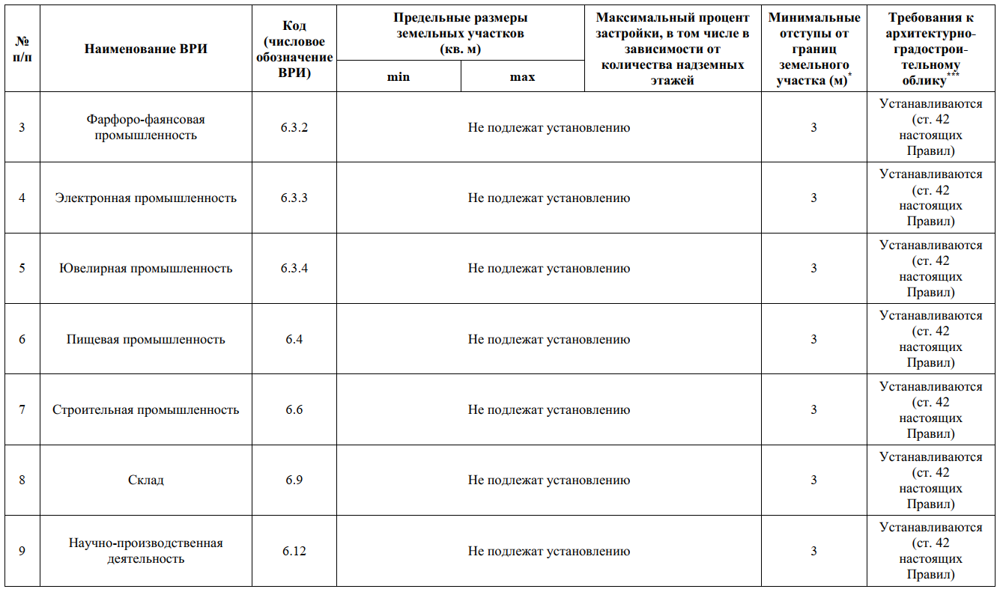 №
п/п
Наименование ВРИ
Код
(числовое
обозначение
ВРИ)
Предельные размеры
земельных участков
(кв. м)
min
max
Максимальный процент
застройки, в том числе в
зависимости от
количества надземных
этажей
Минимальные
отступы от
границ
земельного
участка (м)*
Требования к
архитектурно-
градострои-
тельному
облику***
3
Фарфоро-фаянсовая
промышленность
6.3.2
Не подлежат установлению
3
Устанавливаются
(ст. 42
настоящих
Правил)
4
Электронная промышленность
6.3.3
Не подлежат установлению
3
Устанавливаются
(ст. 42
настоящих
Правил)
5
Ювелирная промышленность
6.3.4
Не подлежат установлению
3
Устанавливаются
(ст. 42
настоящих
Правил)
6
Пищевая промышленность
6.4
Не подлежат установлению
3
Устанавливаются
(ст. 42
настоящих
Правил)
7
Строительная промышленность
6.6
Не подлежат установлению
3
Устанавливаются
(ст. 42
настоящих
Правил)
8
Склад
6.9
Не подлежат установлению
3
Устанавливаются
(ст. 42
настоящих
Правил)
9
Научно-производственная
деятельность
6.12
Не подлежат установлению
3
Устанавливаются
(ст. 42
настоящих
Правил)